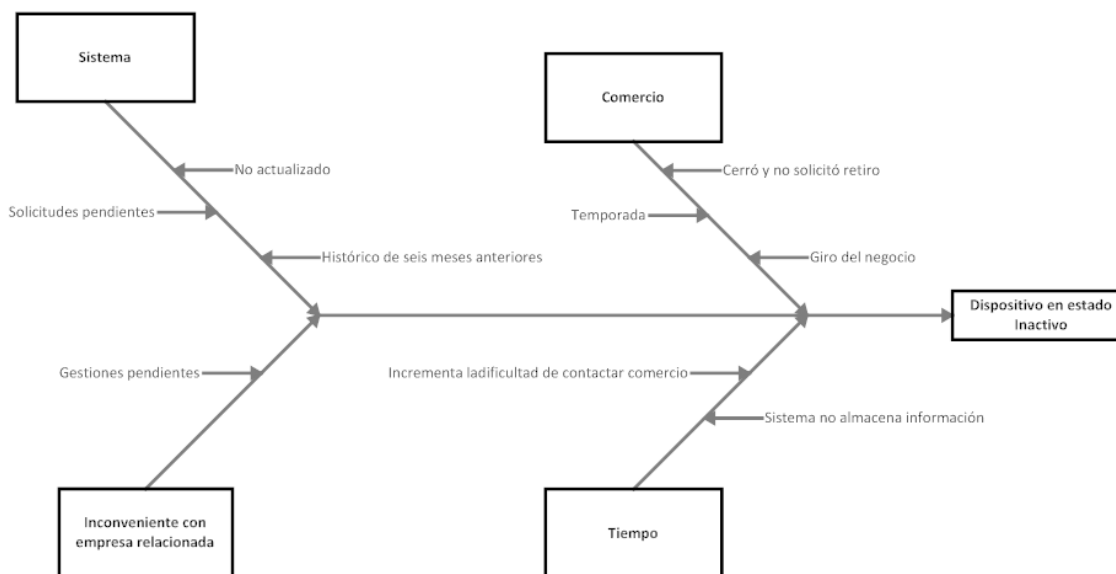 Sistema
Comercio
No actualizado
Cerró y no solicitó retiro
Solicitudes pendientes
Temporada
Histórico de seis meses anteriores
Giro del negocio
Dispositivo en estado
Inactivo
Gestiones pendientes
Incrementa ladificultad de contactar comercio
Sistema no almacena información
Inconveniente con
empresa relacionada
Tiempo